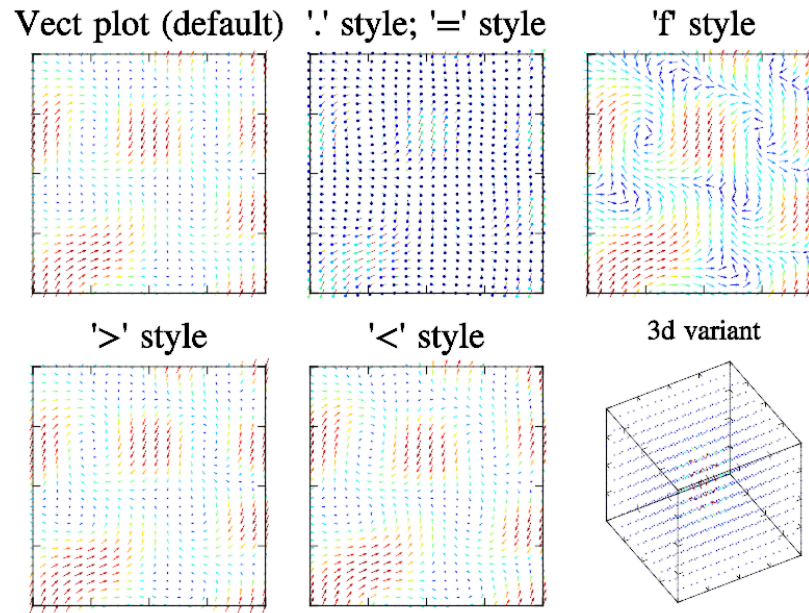 Vect plot (default)
'.' style; '=' style
'f' style
'>' style
'<' style
3d variant